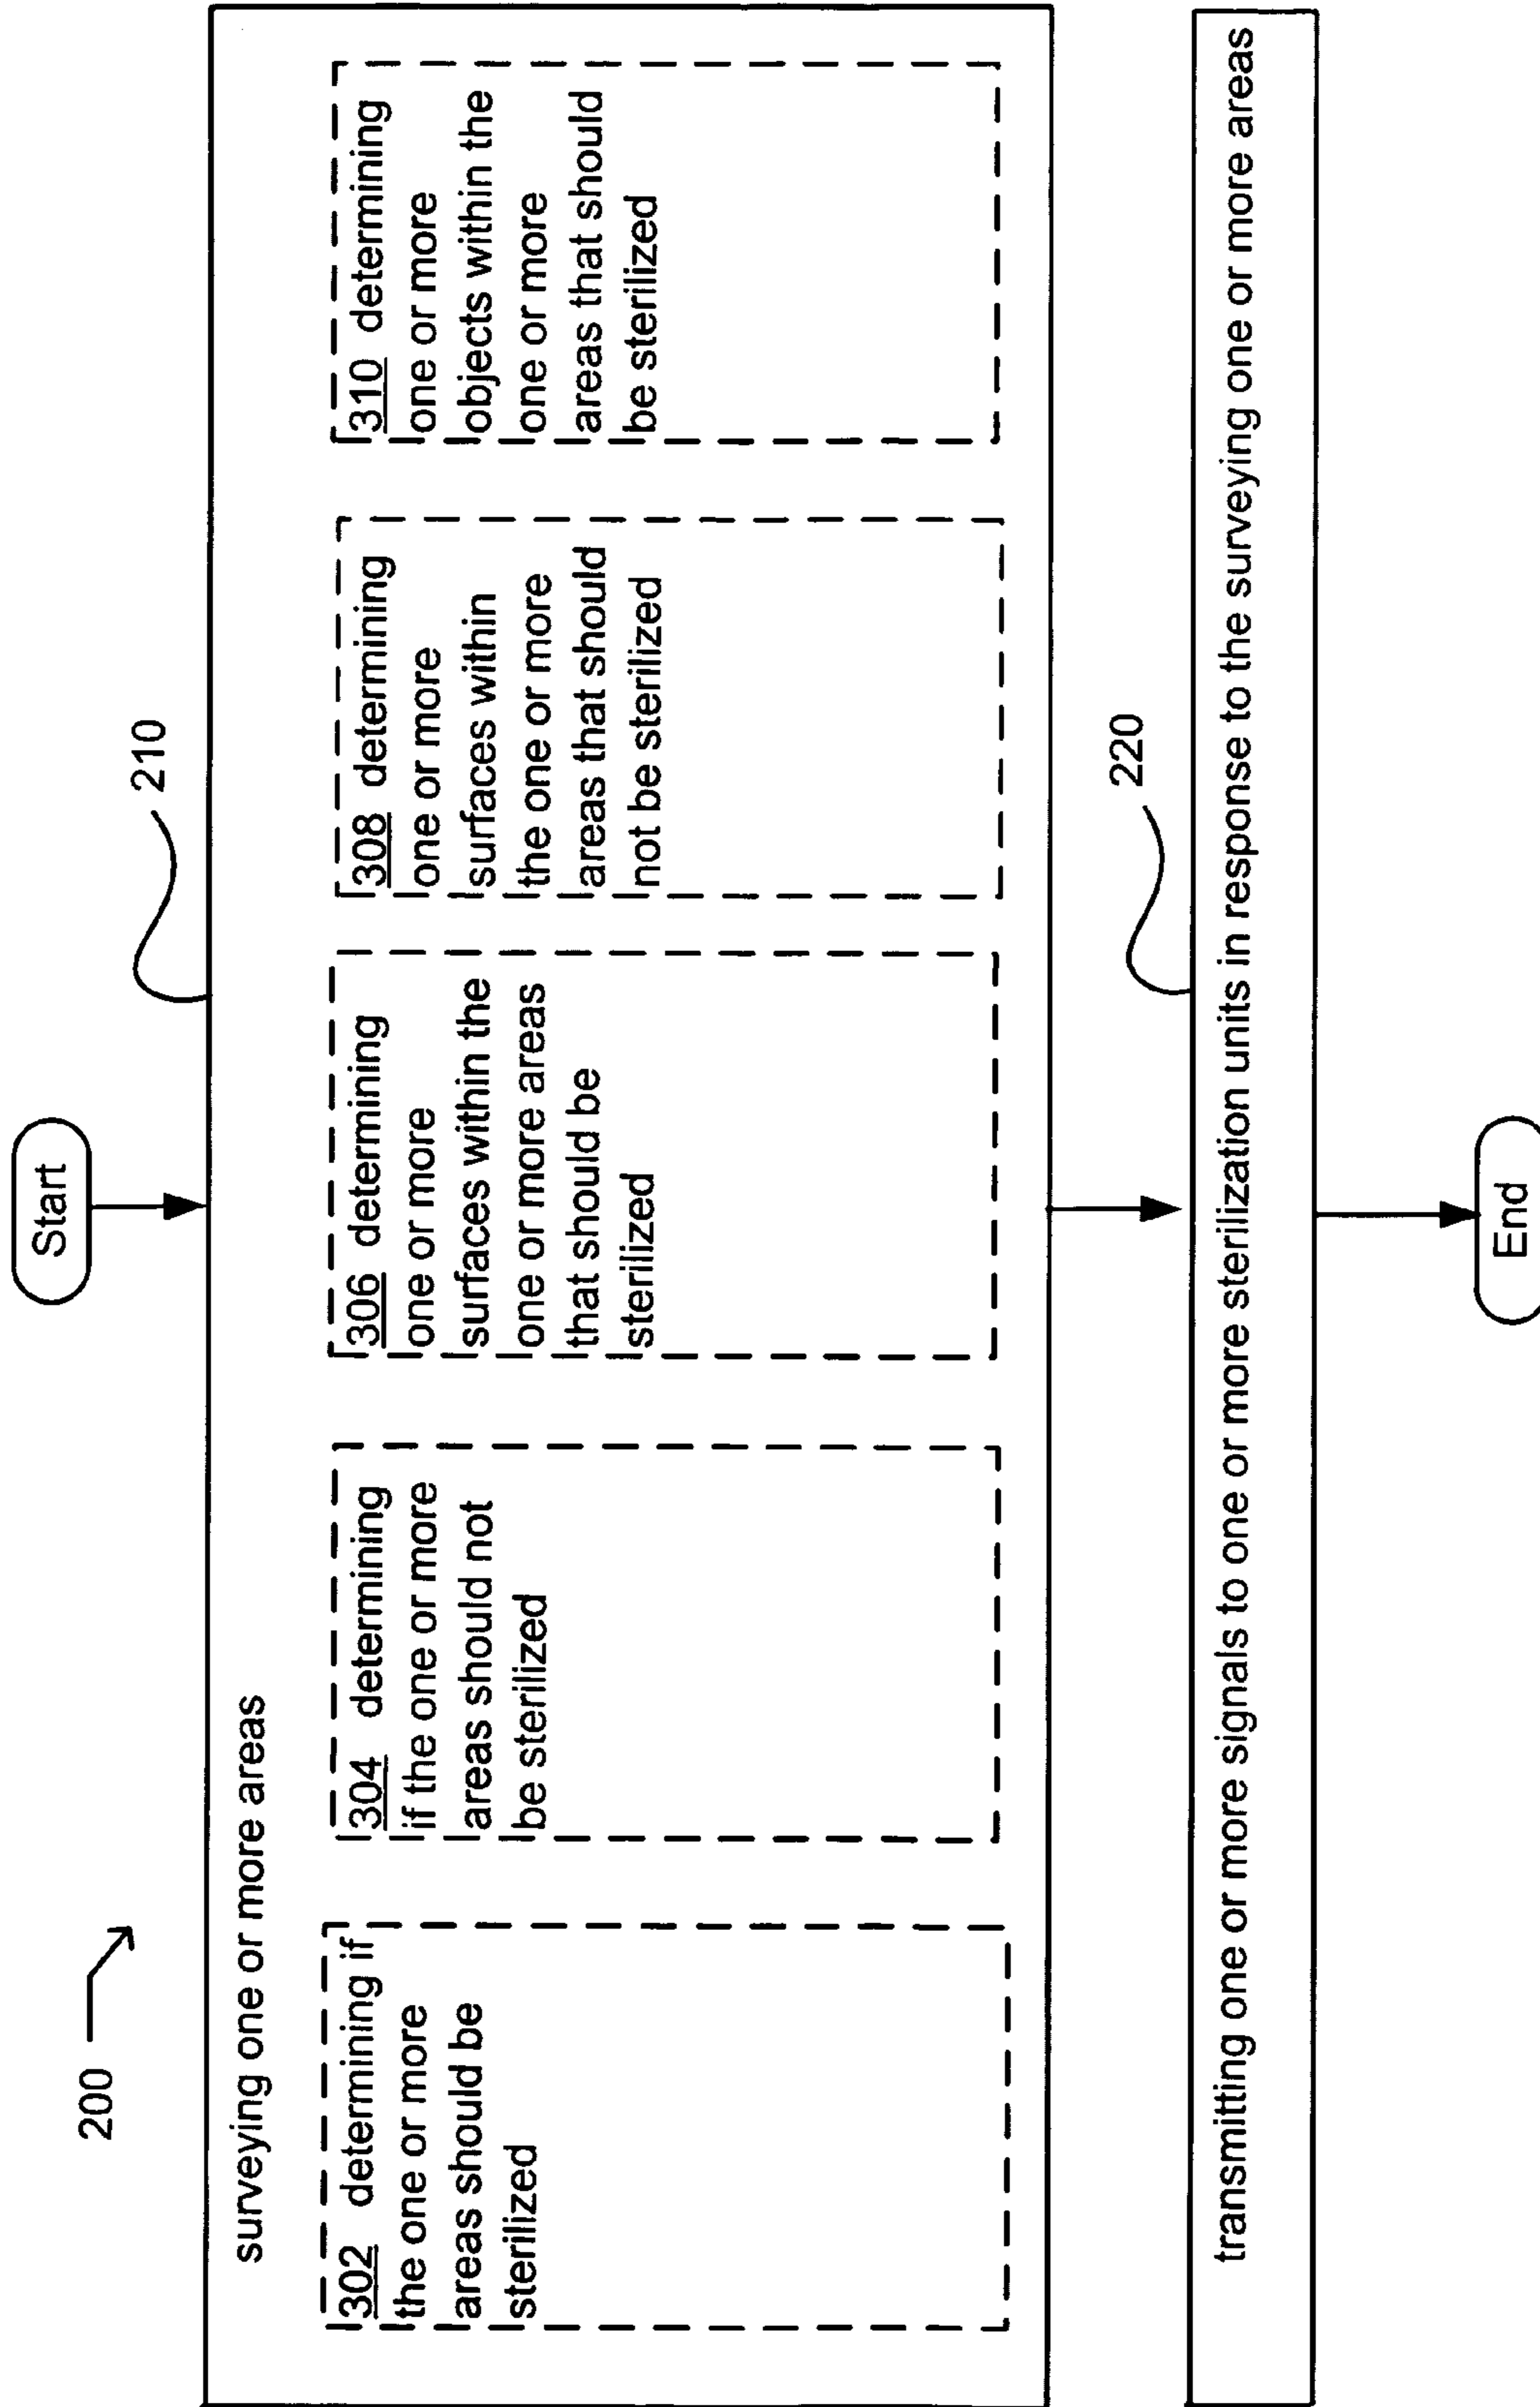 Start
200
210
surveying one or more areas
302 determining if
the one or more
areas should be
sterilized
304 determining
if the one or more
areas should not
be sterilized
306 determining
one or more
surfaces within the
one or more areas
that should be
sterilized
308 determining
one or more
surfaces within
the one or more
areas that should
not be sterilized
310 determining
one or more
objects within the
one or more
areas that should
be sterilized
220
transmitting one or more signals to one or more sterilization units in response to the surveying one or more areas
End